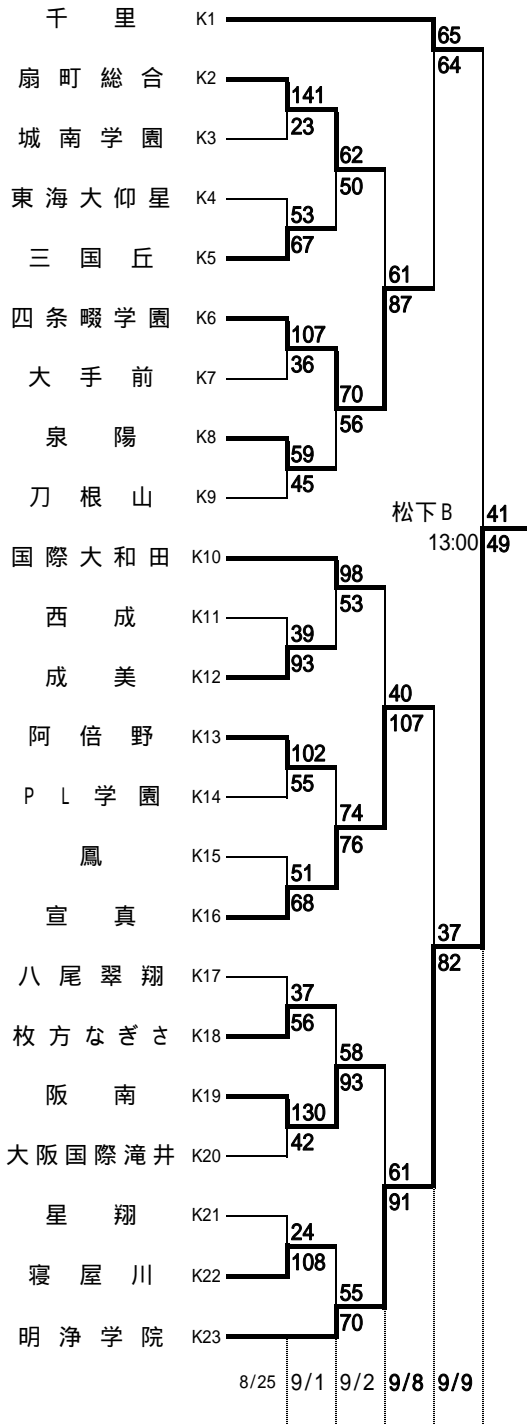 千里 K1
65
64
扇町総合 K2
141
23
城南学園 K3
62
50
東海大仰星 K4
53
67
三国丘 K5
61
87
四条畷学園 K6
107
36
大手前 K7
70
56
泉陽 K8
59
45
刀根山 K9
松下B 41
13:00 49
国際大和田 K10
98
53
西成 K11
39
93
成美 K12
40
107
阿倍野 K13
102
55
PL学園 K14
74
76
鳳 K15
51
68
宣真 K16
37
82
八尾翠翔 K17
37
56
枚方なぎさ K18
58
93
阪南 K19
130
42
大阪国際滝井 K20
61
91
星翔 K21
24
108
寝屋川 K22
55
70
明浄学院 K23
8/25 9/1 9/2 9/8 9/9